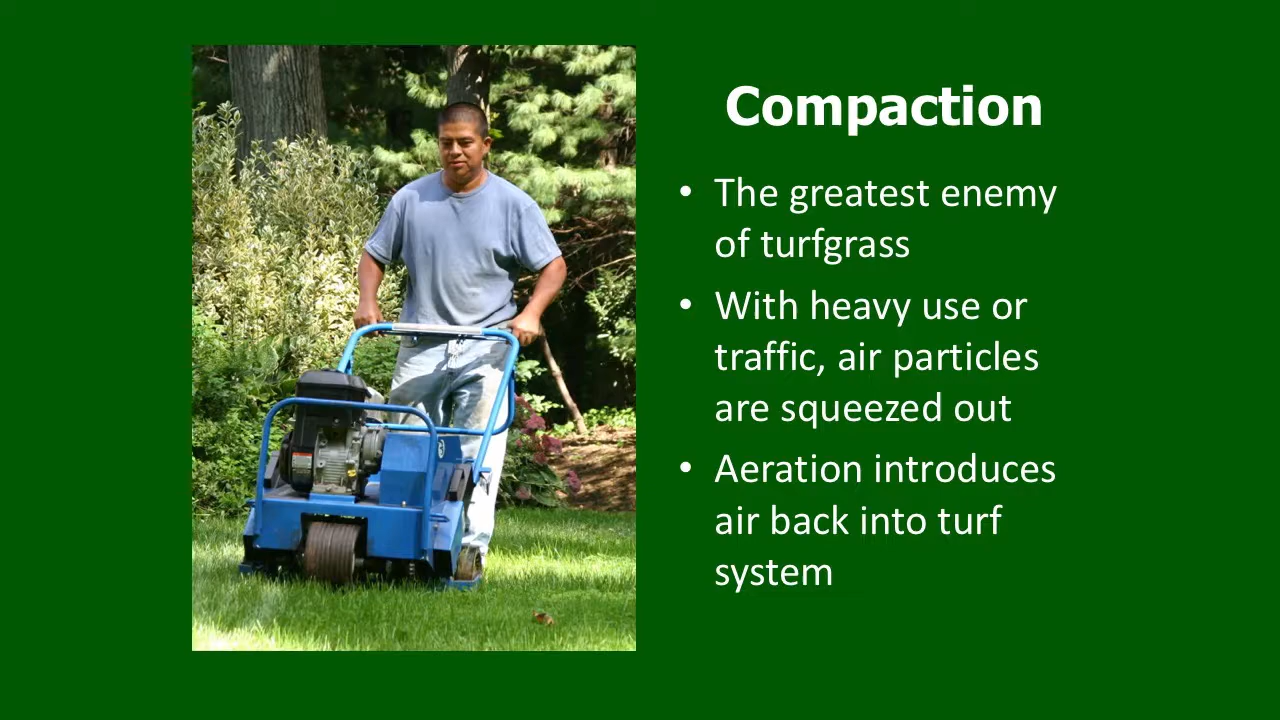 Compaction
• The greatest enemy
of turfgrass
• With heavy use or
traffic, air particles
are squeezed out
• Aeration introduces
air back into turf
system